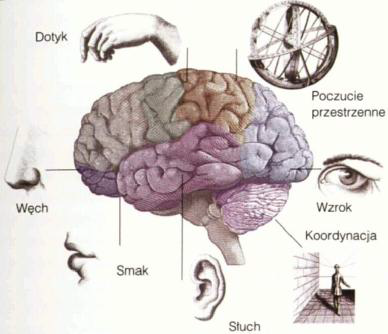 Dotyk
Poczucie
przestrzenne
Węch
Wzrok
Koordynacja
Smak
Słuch